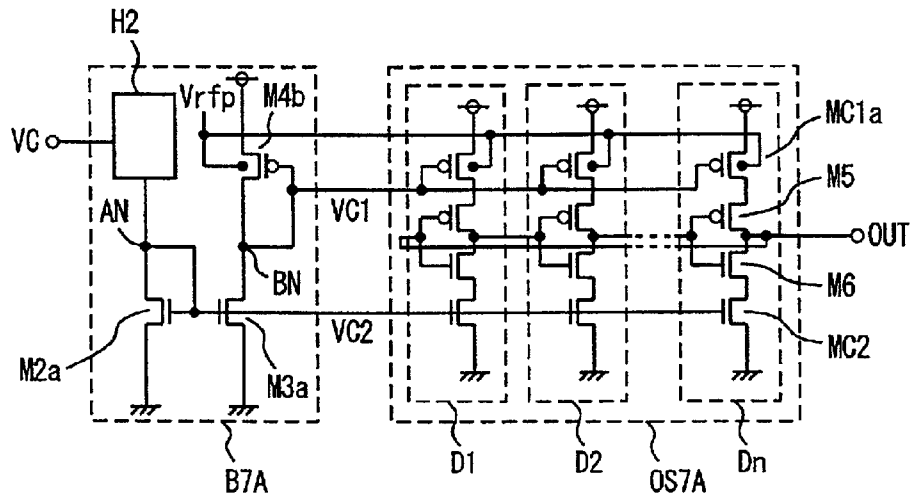 H2
Vrfp
M4b
MC1a
VC
M5
AN
VC1
OUT
BN
M6
VC2
MC2
M2a
M3a
D1
D2
Dn
B7A
OS7A